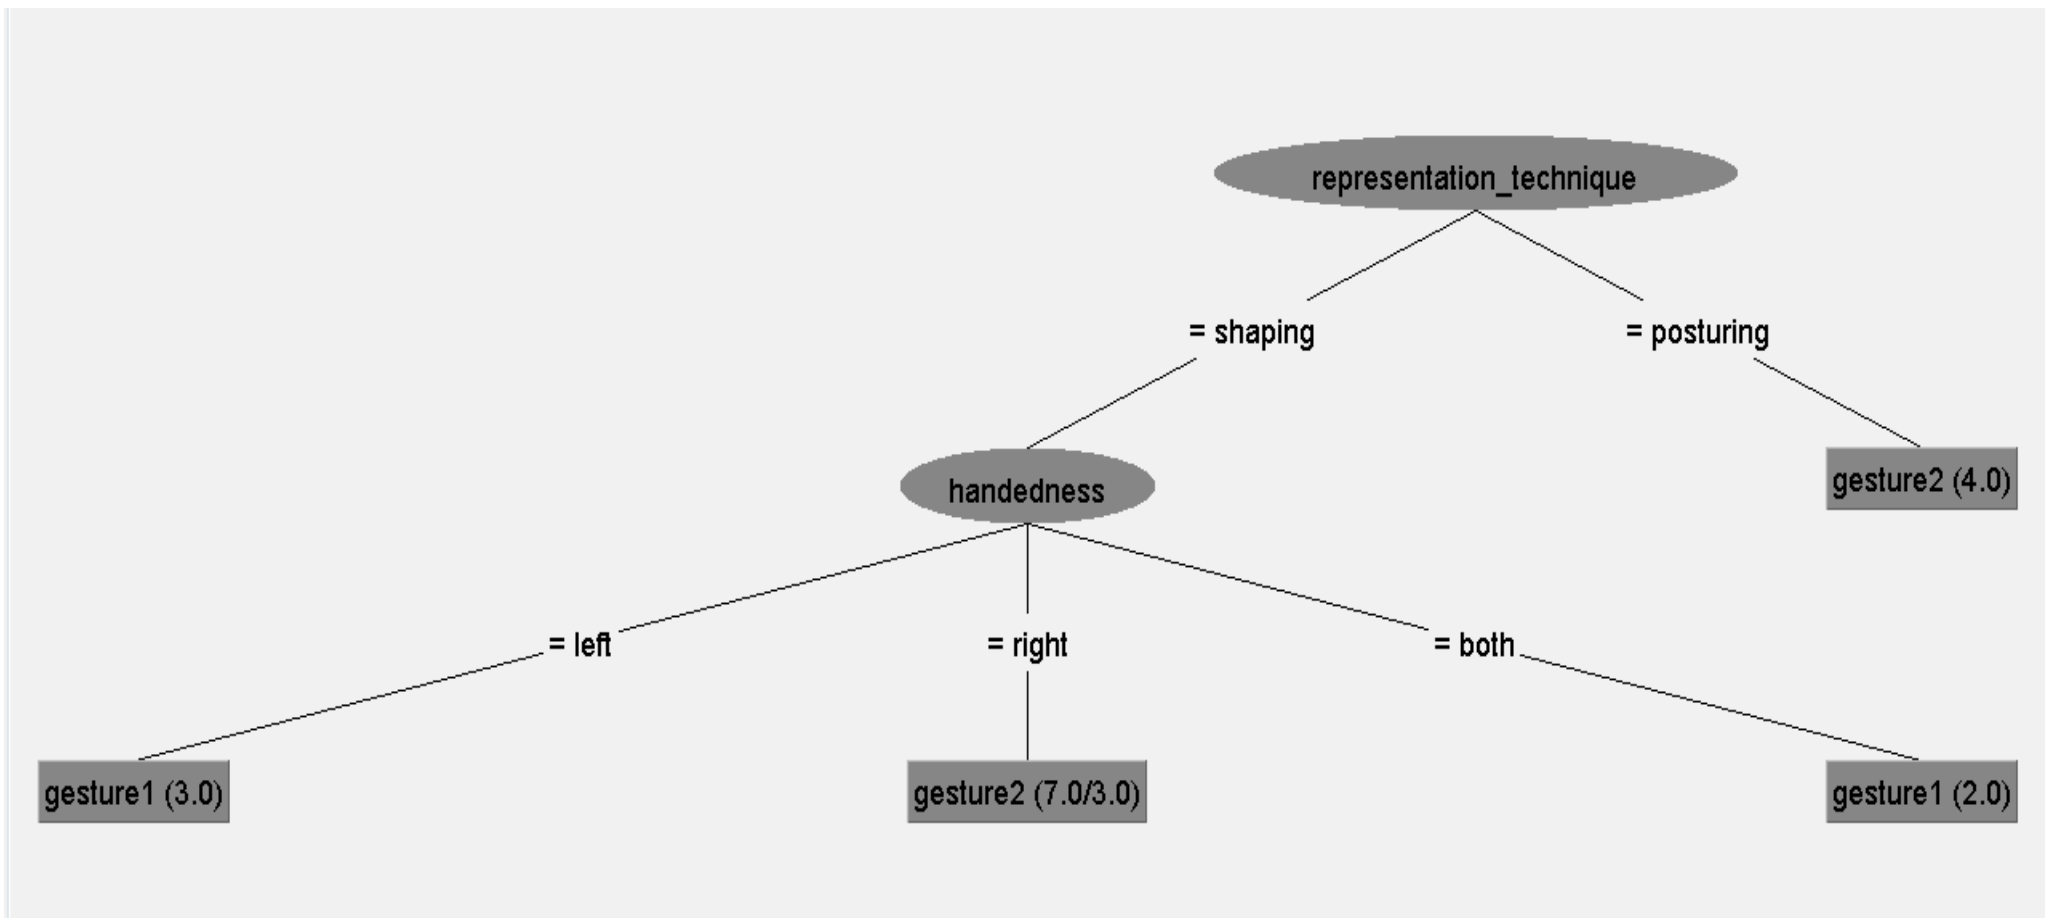 representation_technique
= shaping
= posturing
handedness
gesture2 (4.0)
= left
= right
= both
gesture1 (3.0)
gesture2 (7.0/3.0)
gesture1 (2.0)